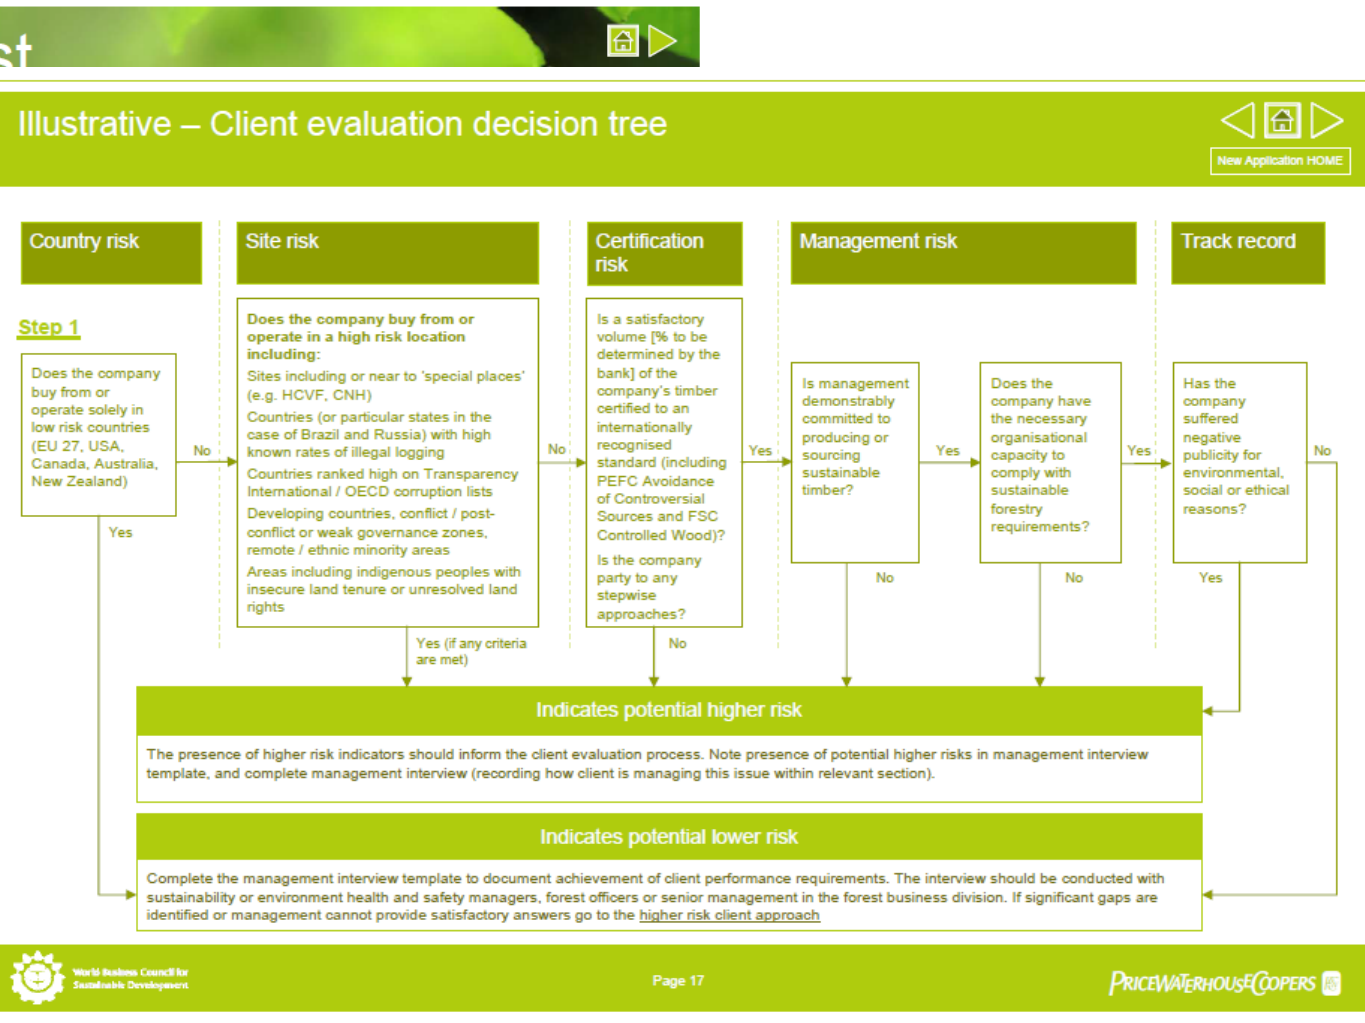 st
Illustrative – Client evaluation decision tree
New Application HOME
Country risk
Site risk
Certification
risk
Management risk
Track record
Step 1
Does the company
buy from or
operate solely in
low risk countries
(EU 27, USA,
Canada, Australia,
New Zealand)
No
Yes
Does the company buy from or
operate in a high risk location
including:
Sites including or near to 'special places'
(e.g. HCVF, CNH)
Countries (or particular states in the
case of Brazil and Russia) with high
known rates of illegal logging
Countries ranked high on Transparency
International / OECD corruption lists
Developing countries, conflict / post-
conflict or weak governance zones,
remote / ethnic minority areas
Areas including indigenous peoples with
insecure land tenure or unresolved land
rights
No
Yes (if any criteria
are met)
Is a satisfactory
volume [% to be
determined by the
bank] of the
company's timber
certified to an
internationally
recognised
standard (including
PEFC Avoidance
of Controversial
Sources and FSC
Controlled Wood)?
Is the company
party to any
stepwise
approaches?
Yes
No
Is management
demonstrably
committed to
producing or
sourcing
sustainable
timber?
Yes
No
Does the
company have
the necessary
organisational
capacity to
comply with
sustainable
forestry
requirements?
Yes
No
Has the
company
suffered
negative
publicity for
environmental,
social or ethical
reasons?
No
Yes
Indicates potential higher risk
The presence of higher risk indicators should inform the client evaluation process. Note presence of potential higher risks in management interview
template, and complete management interview (recording how client is managing this issue within relevant section).
Indicates potential lower risk
Complete the management interview template to document achievement of client performance requirements. The interview should be conducted with
sustainability or environment health and safety managers, forest officers or senior management in the forest business division. If significant gaps are
identified or management cannot provide satisfactory answers go to the higher risk client approach
World Business Council for
Sustainable Development
Page 17
PRICEWATERHOUSECOOPERS